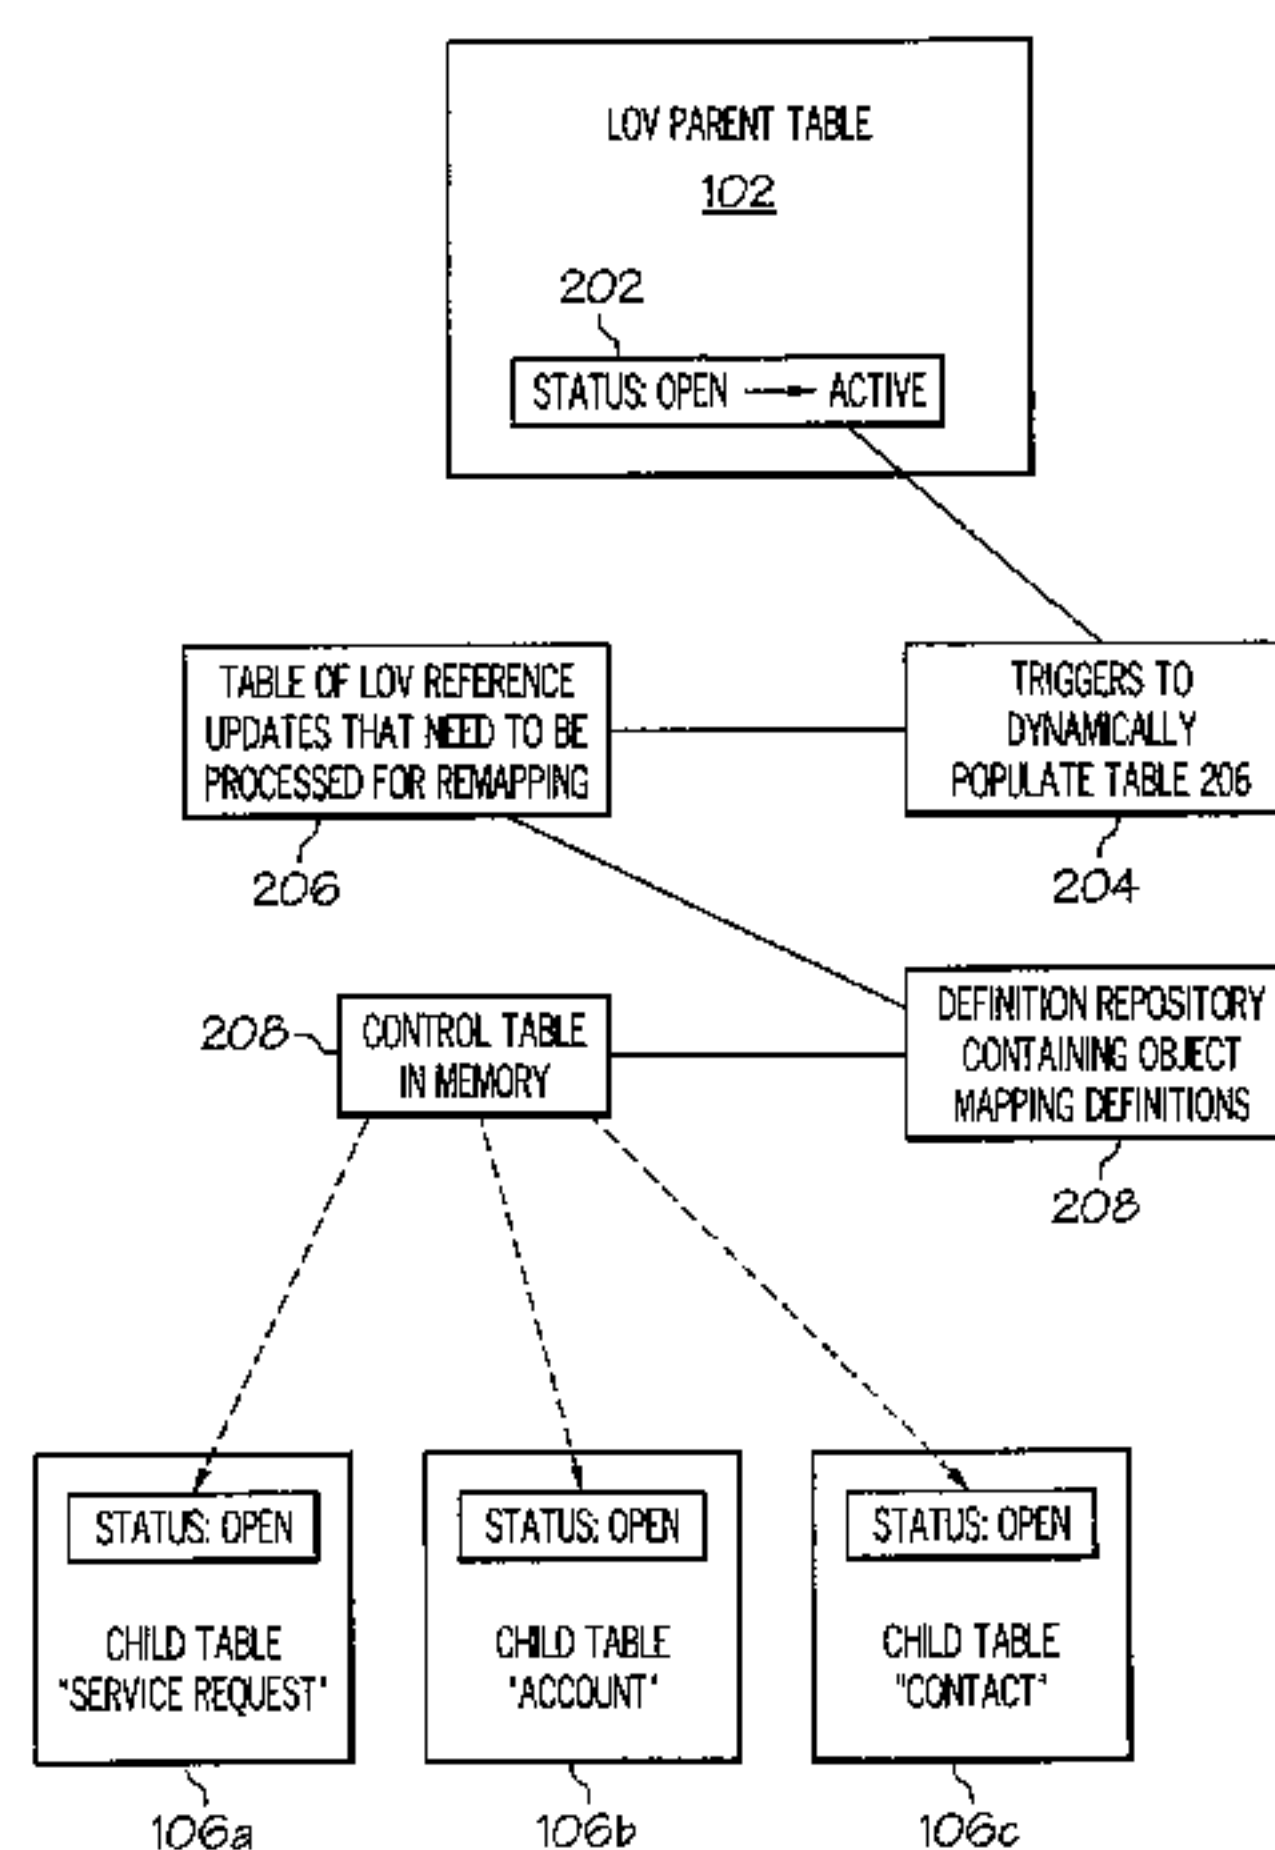 LOV PARENT TABLE
102
202
STATUS: OPEN → ACTIVE
TABLE OF LOV REFERENCE
UPDATES THAT NEED TO BE
PROCESSED FOR REMAPPING
206
TRIGGERS TO
DYNAMICALLY
POPULATE TABLE 206
204
208
CONTROL TABLE
IN MEMORY
DEFINITION REPOSITORY
CONTAINING OBJECT
MAPPING DEFINITIONS
208
STATUS: OPEN
CHILD TABLE
"SERVICE REQUEST"
106a
STATUS: OPEN
CHILD TABLE
"ACCOUNT"
106b
STATUS: OPEN
CHILD TABLE
"CONTACT"
106c